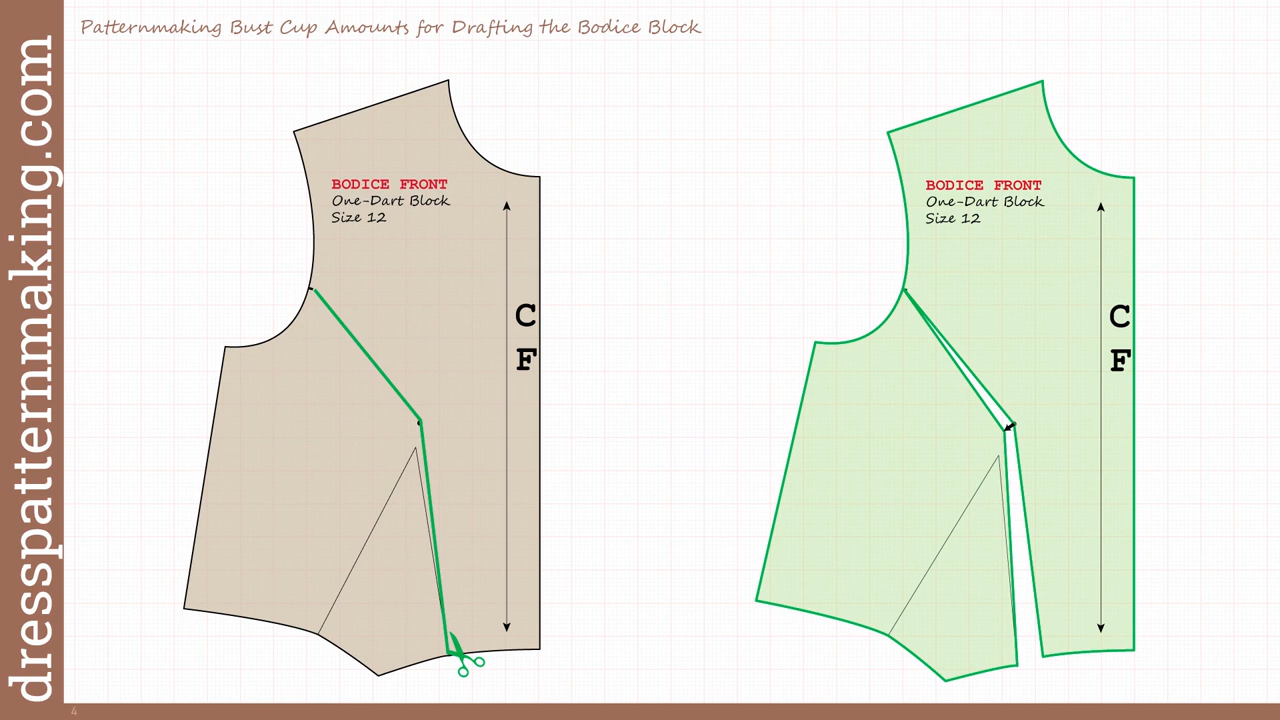 Patternmaking Bust Cup Amounts for Drafting the Bodice Block
dresspatternmaking.com
BODICE FRONT
One-Dart Block
Size 12
C
F
BODICE FRONT
One-Dart Block
Size 12
C
F
4